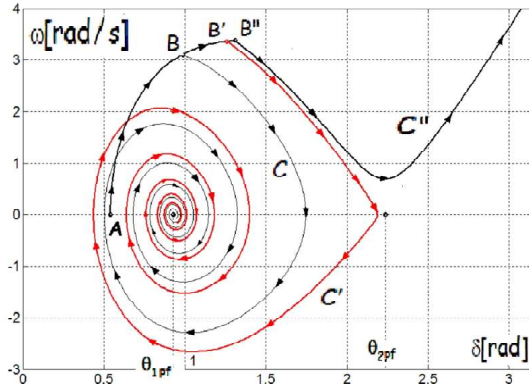 ω[rad/s]
4
3
2
1
0
-1
-2
-3
B B' B"
A
C
C'
C"
θ1pf
θ2pf
0 0.5 1 1.5 2 2.5 3
δ[rad]